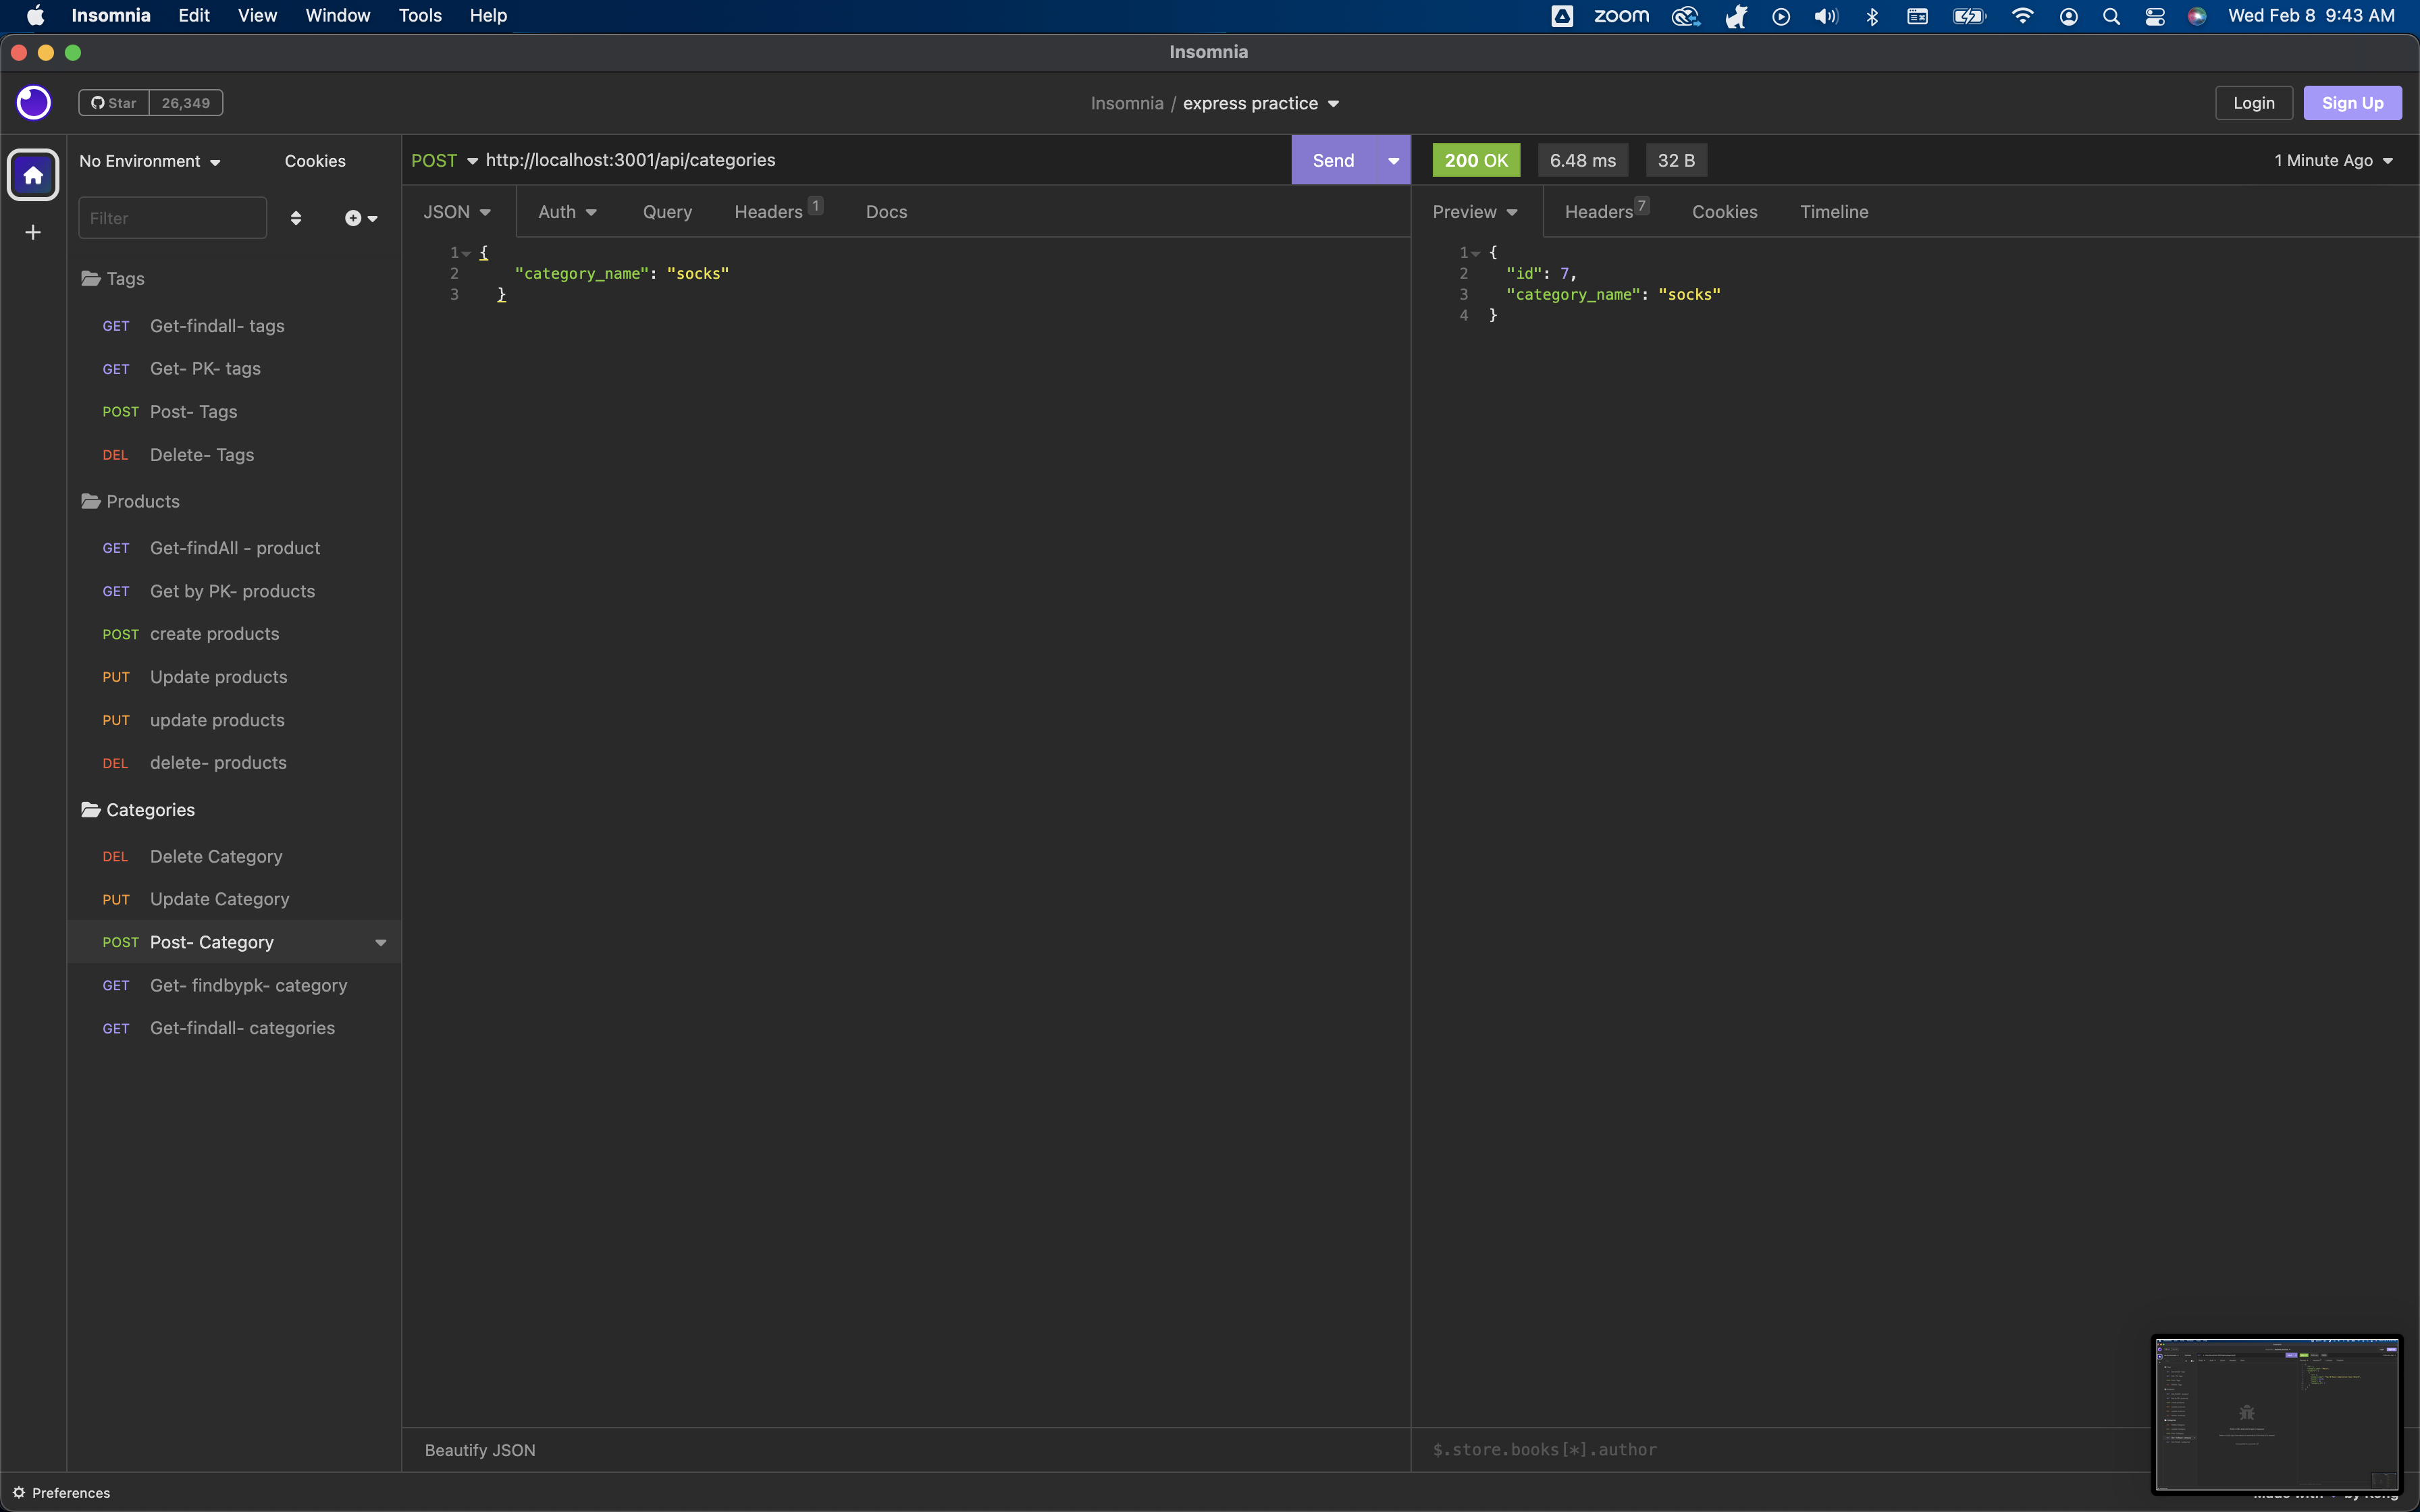 Insomnia Edit View Window Tools Help zoom Wed Feb 8 9:43 AM
Insomnia
Star 26,349 Insomnia / express practice Login Sign Up
No Environment Cookies POST http://localhost:3001/api/categories Send 200 OK 6.48 ms 32 B 1 Minute Ago
Filter JSON Auth Query Headers 1 Docs Preview Headers 7 Cookies Timeline
1 {
2 "category_name": "socks"
3 }
1 {
2 "id": 7,
3 "category_name": "socks"
4 }
Tags
GET Get-findall- tags
GET Get- PK- tags
POST Post- Tags
DEL Delete- Tags
Products
GET Get-findAll - product
GET Get by PK- products
POST create products
PUT Update products
PUT update products
DEL delete- products
Categories
DEL Delete Category
PUT Update Category
POST Post- Category
GET Get- findbypk- category
GET Get-findall- categories
Beautify JSON $.store.books[*].author
Preferences